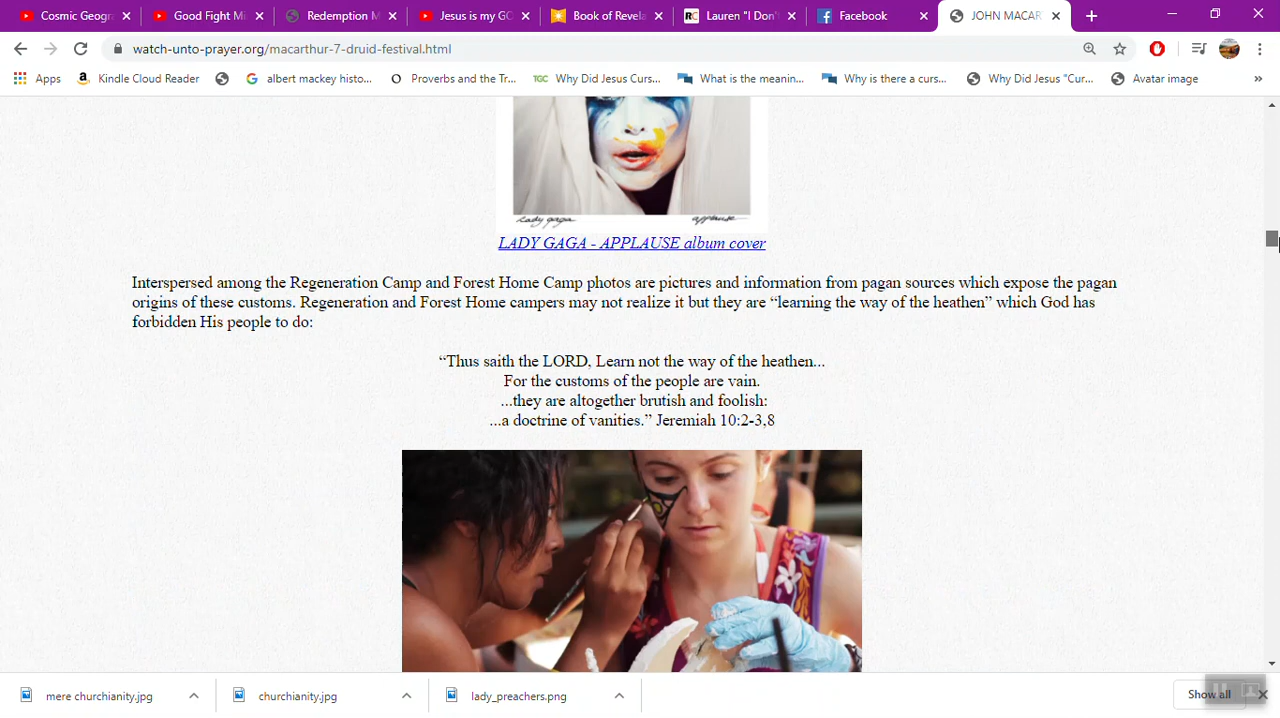 Cosmic Geogra
Good Fight Mi
Redemption M
Jesus is my GO
Book of Revela
RC
Lauren "I Don'
Facebook
JOHN MACAR
watch-unto-prayer.org/macarthur-7-druid-festival.html
Apps
Kindle Cloud Reader
albert mackey histo...
Proverbs and the Tr...
TGC
Why Did Jesus Curs...
What is the meanin...
Why is there a curs...
Why Did Jesus "Cur...
Avatar image
lady gaga
applause
LADY GAGA - APPLAUSE album cover
Interspersed among the Regeneration Camp and Forest Home Camp photos are pictures and information from pagan sources which expose the pagan
origins of these customs. Regeneration and Forest Home campers may not realize it but they are “learning the way of the heathen” which God has
forbidden His people to do:
“Thus saith the LORD, Learn not the way of the heathen...
For the customs of the people are vain.
...they are altogether brutish and foolish:
...a doctrine of vanities.” Jeremiah 10:2-3,8
mere churchianity.jpg
churchianity.jpg
lady_preachers.png
Show all